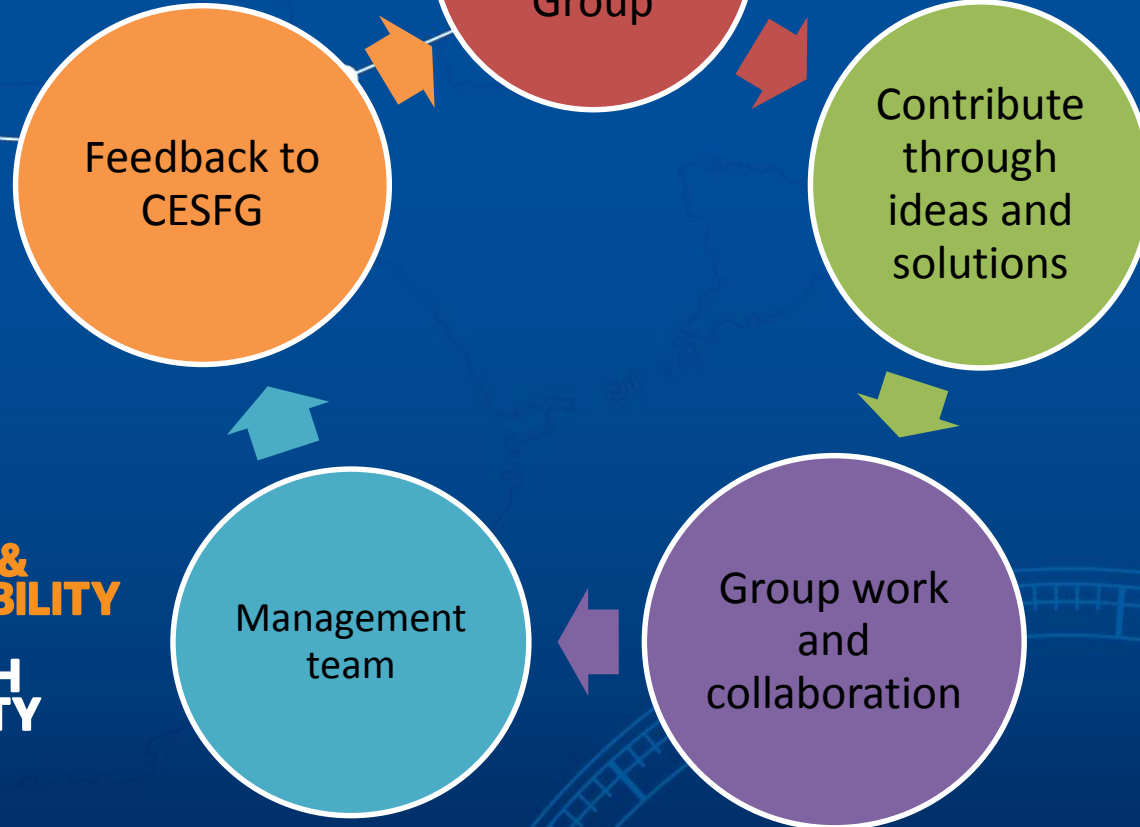 Group
Contribute
through
ideas and
solutions
Feedback to
CESFG
Group work
and
collaboration
Management
team
&
BILITY
H
TY